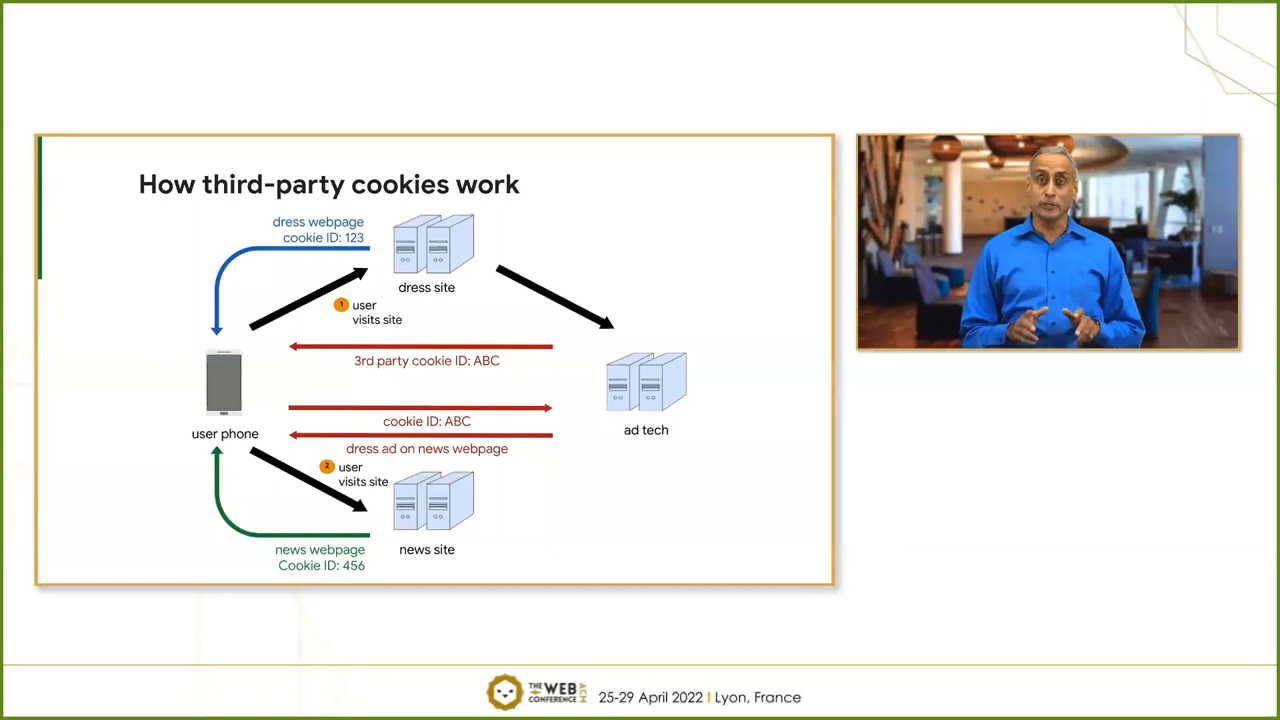 How third-party cookies work
dress webpage
cookie ID: 123
dress site
1
user
visits site
3rd party cookie ID: ABC
cookie ID: ABC
ad tech
user phone
dress ad on news webpage
2
user
visits site
news site
news webpage
Cookie ID: 456
THE WEB
CONFERENCE
ACM
25-29 April 2022 I Lyon, France